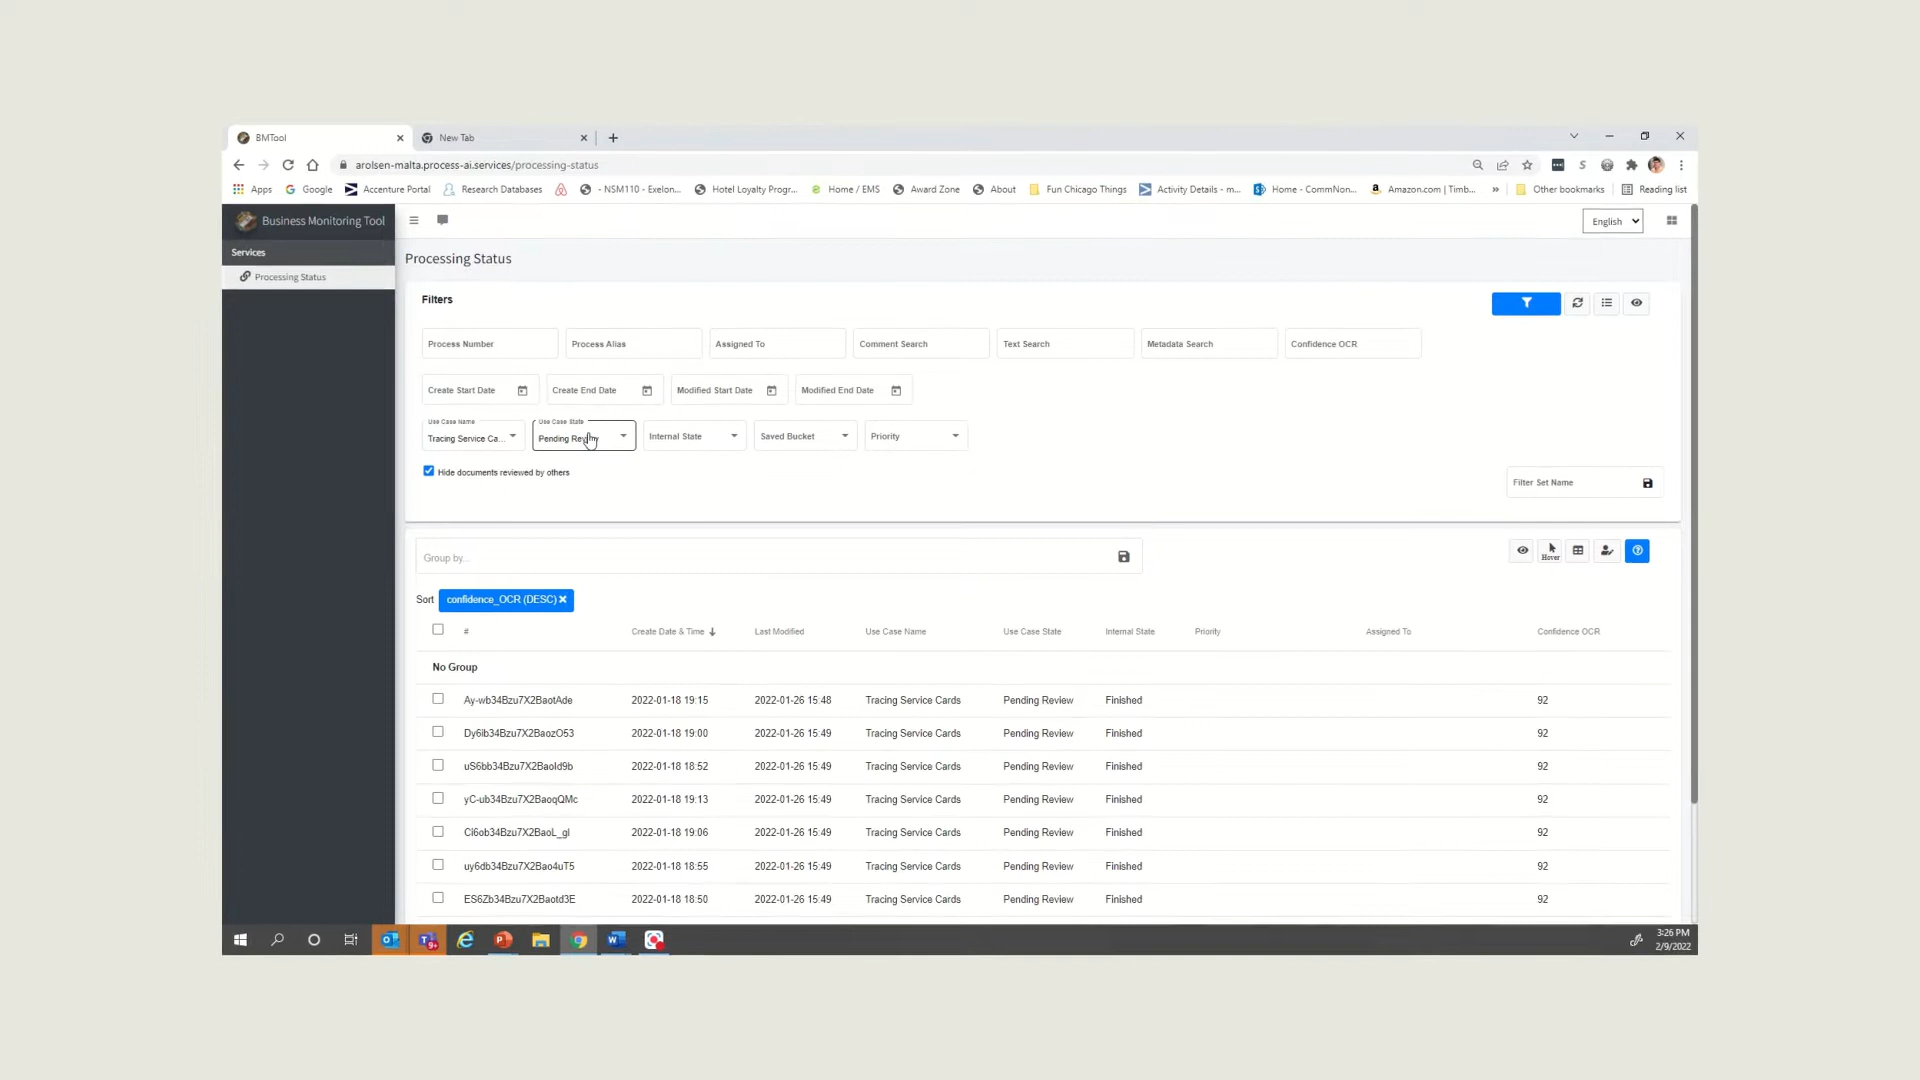 BMTool
New Tab
arolsen-malta.process-ai.services/processing-status
Apps
Google
Accenture Portal
Research Databases
- NSM110 - Exelon...
Hotel Loyalty Progr...
Home / EMS
Award Zone
About
Fun Chicago Things
Activity Details - m...
Home - CommNon...
Amazon.com | Timb...
»
Other bookmarks
Reading list
Business Monitoring Tool
English
Services
Processing Status
Processing Status
Filters
Process Number
Process Alias
Assigned To
Comment Search
Text Search
Metadata Search
Confidence OCR
Create Start Date
Create End Date
Modified Start Date
Modified End Date
Use Case Name
Tracing Service Ca...
Use Case State
Pending Review
Internal State
Saved Bucket
Priority
Hide documents reviewed by others
Filter Set Name
Group by...
Hover
Sort confidence_OCR (DESC)
# Create Date & Time Last Modified Use Case Name Use Case State Internal State Priority Assigned To Confidence OCR
No Group
Ay-wb34Bzu7X2BaotAde 2022-01-18 19:15 2022-01-26 15:48 Tracing Service Cards Pending Review Finished 92
Dy6ib34Bzu7X2BaozO53 2022-01-18 19:00 2022-01-26 15:49 Tracing Service Cards Pending Review Finished 92
uS6bb34Bzu7X2BaoId9b 2022-01-18 18:52 2022-01-26 15:49 Tracing Service Cards Pending Review Finished 92
yC-ub34Bzu7X2BaoqQMc 2022-01-18 19:13 2022-01-26 15:49 Tracing Service Cards Pending Review Finished 92
Cl6ob34Bzu7X2BaoL_gl 2022-01-18 19:06 2022-01-26 15:49 Tracing Service Cards Pending Review Finished 92
uy6db34Bzu7X2Bao4uT5 2022-01-18 18:55 2022-01-26 15:49 Tracing Service Cards Pending Review Finished 92
ES6Zb34Bzu7X2Baotd3E 2022-01-18 18:50 2022-01-26 15:49 Tracing Service Cards Pending Review Finished 92
3:26 PM
2/9/2022